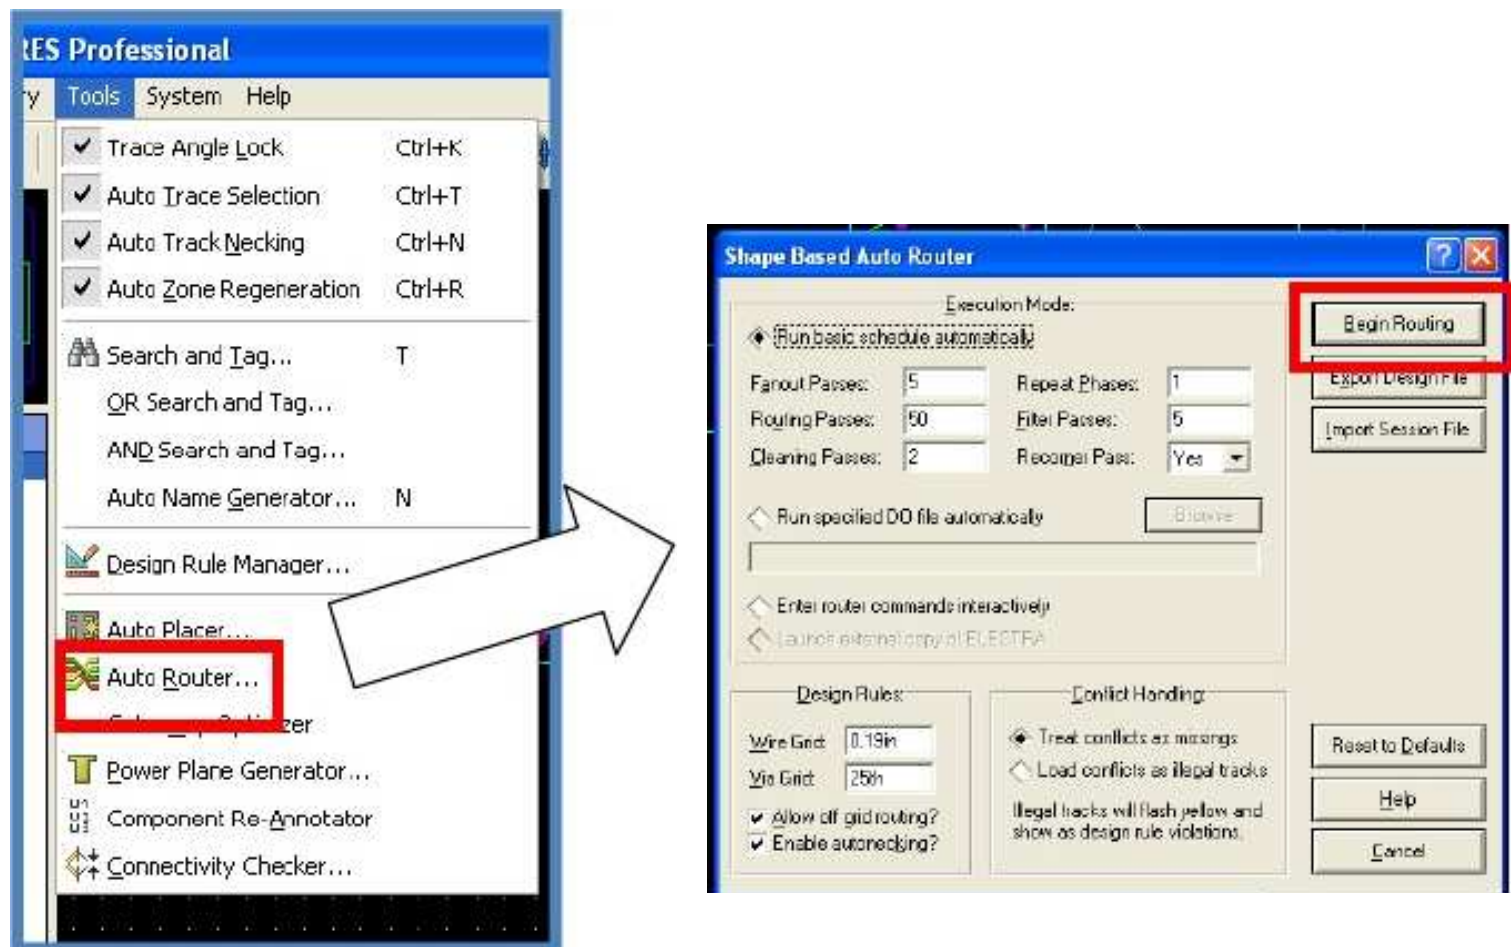 RES Professional
y Tools System Help
Trace Angle Lock Ctrl+K
Auto Trace Selection Ctrl+T
Auto Track Necking Ctrl+N
Auto Zone Regeneration Ctrl+R
Search and Tag... T
OR Search and Tag...
AND Search and Tag...
Auto Name Generator... N
Design Rule Manager...
Auto Placer...
Auto Router...
Power Plane Generator...
Component Re-Annotator
Connectivity Checker...
Shape Based Auto Router
Execution Mode:
Run basic schedule automatically
Fanout Passes: 5 Repeat Phases: 1
Routing Passes: 50 Filter Passes: 5
Cleaning Passes: 2 Recorner Pass: Yes
Run specified DO file automatically Browse
Enter router commands interactively
Launch external copy of ELECTRA
Begin Routing
Export Design File
Import Session File
Design Rules:
Wire Grid:
Via Grid: 25th
Allow off grid routing?
Enable autonecking?
Conflict Handling:
Treat conflicts as missings
Load conflicts as illegal tracks
Illegal tracks will flash yellow and
show as design rule violations.
Reset to Defaults
Help
Cancel